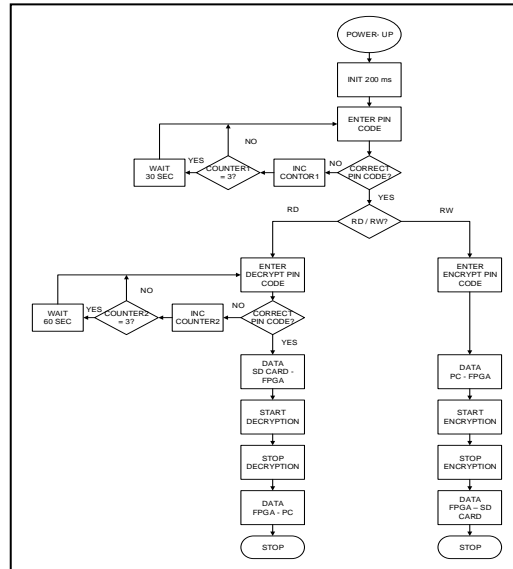 POWER- UP
INIT 200 ms
ENTER PIN
CODE
NO
WAIT
30 SEC
YES
COUNTER1
= 3?
INC
CONTOR1
NO
CORRECT
PIN CODE?
YES
RD
RD / RW?
RW
ENTER
DECRYPT PIN
CODE
ENTER
ENCRYPT PIN
CODE
NO
WAIT
60 SEC
YES
COUNTER2
= 3?
INC
COUNTER2
NO
CORRECT
PIN CODE?
YES
DATA
SD CARD -
FPGA
DATA
PC - FPGA
START
DECRYPTION
START
ENCRYPTION
STOP
DECRYPTION
STOP
ENCRYPTION
DATA
FPGA - PC
DATA
FPGA – SD
CARD
STOP
STOP